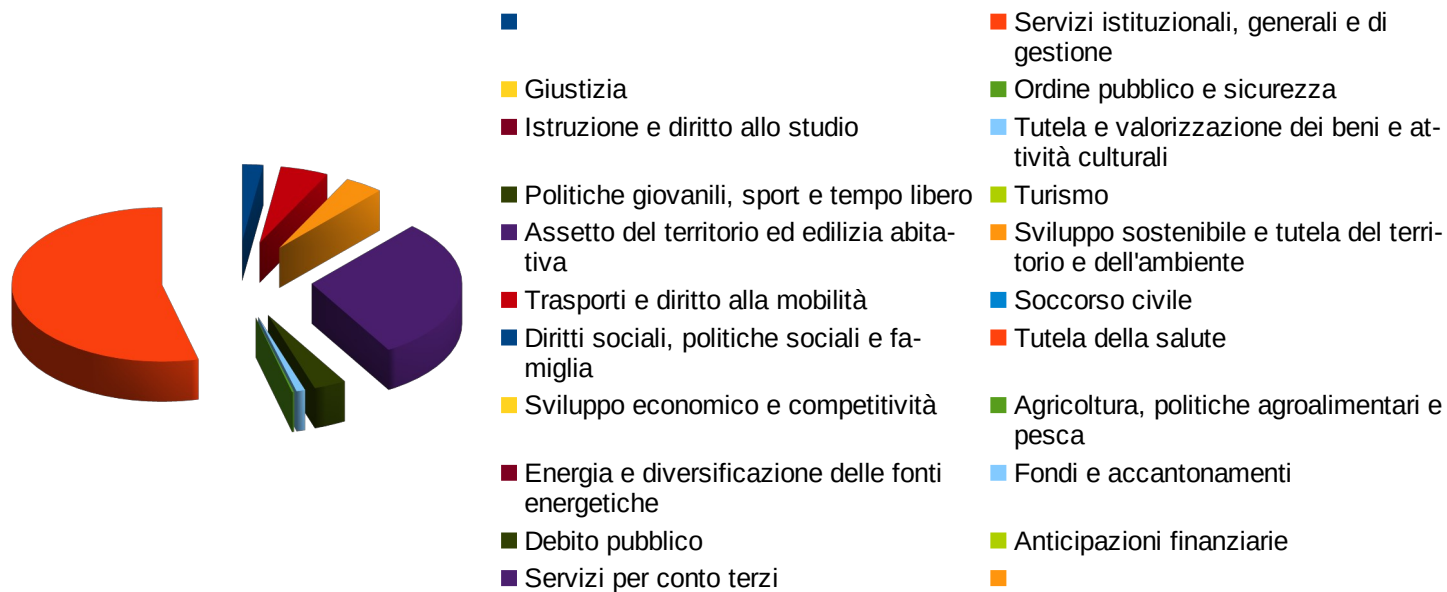 Servizi istituzionali, generali e di
gestione
Giustizia
Ordine pubblico e sicurezza
Istruzione e diritto allo studio
Tutela e valorizzazione dei beni e at-
tività culturali
Politiche giovanili, sport e tempo libero
Turismo
Assetto del territorio ed edilizia abita-
tiva
Sviluppo sostenibile e tutela del terri-
torio e dell'ambiente
Trasporti e diritto alla mobilità
Soccorso civile
Diritti sociali, politiche sociali e fa-
miglia
Tutela della salute
Sviluppo economico e competitività
Agricoltura, politiche agroalimentari e
pesca
Energia e diversificazione delle fonti
energetiche
Fondi e accantonamenti
Debito pubblico
Anticipazioni finanziarie
Servizi per conto terzi